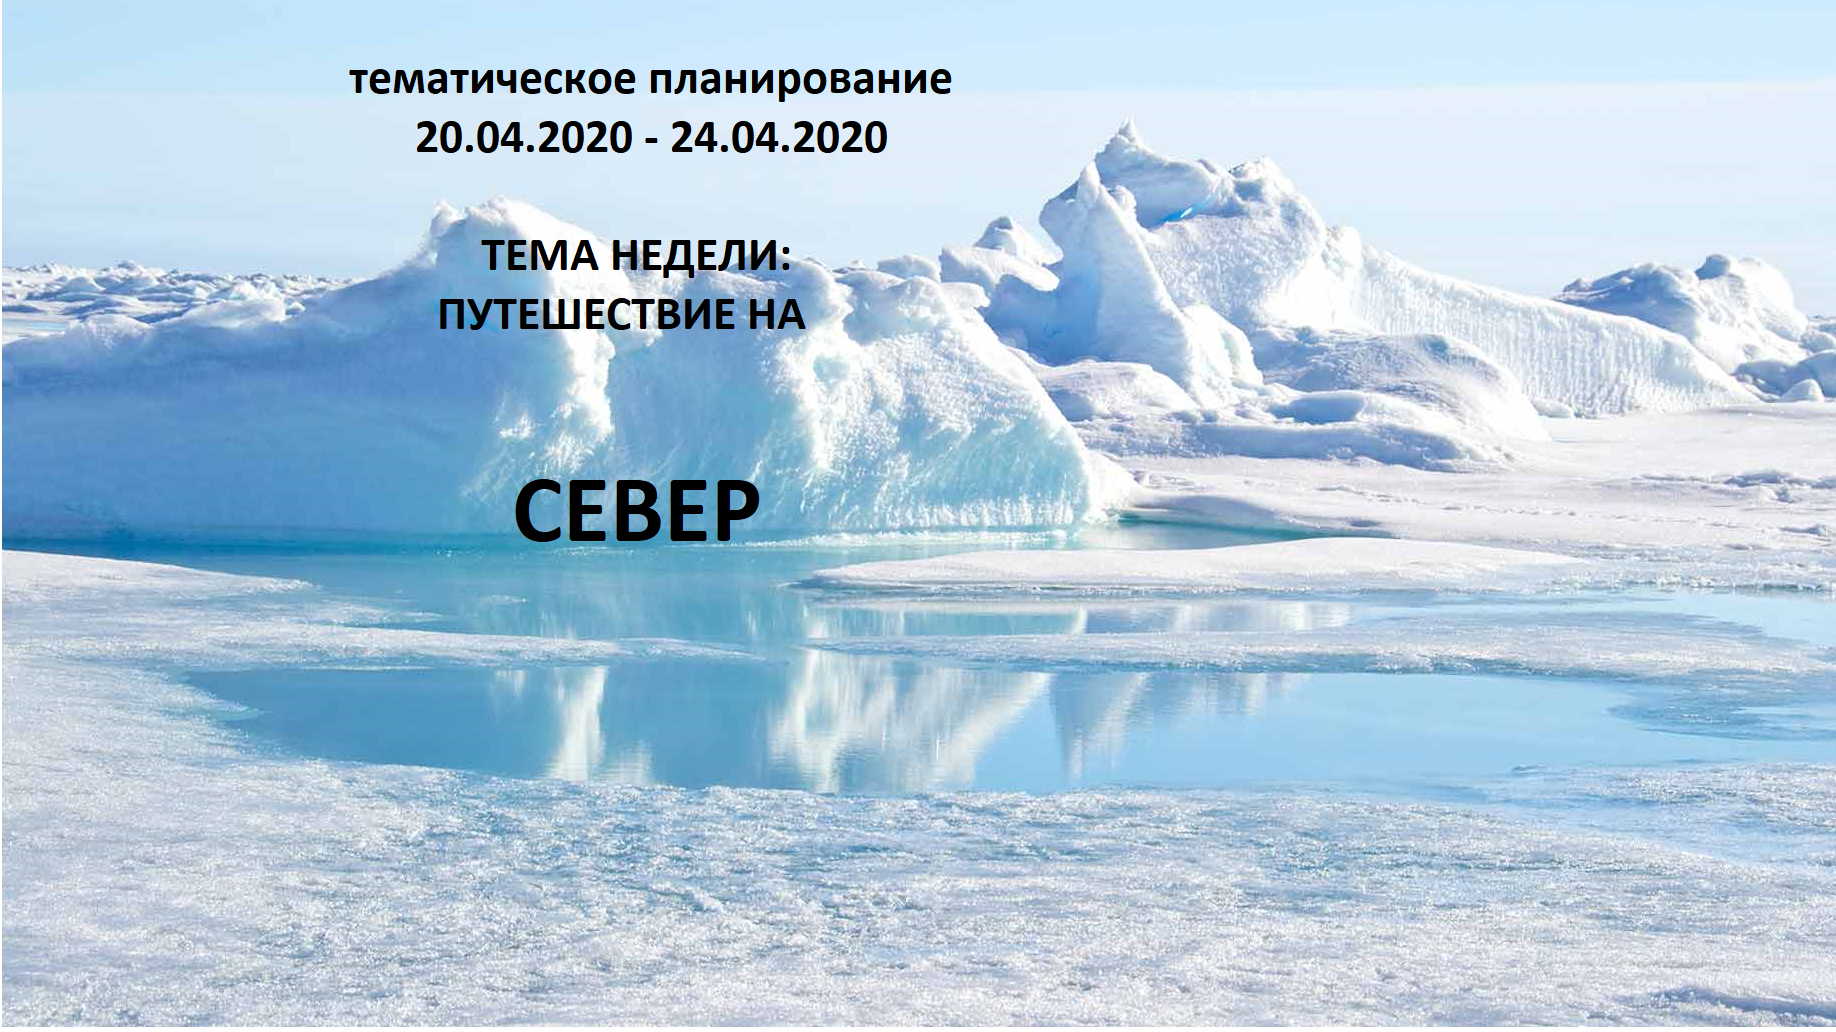 тематическое планирование
20.04.2020 - 24.04.2020
ТЕМА НЕДЕЛИ:
ПУТЕШЕСТВИЕ НА
СЕВЕР